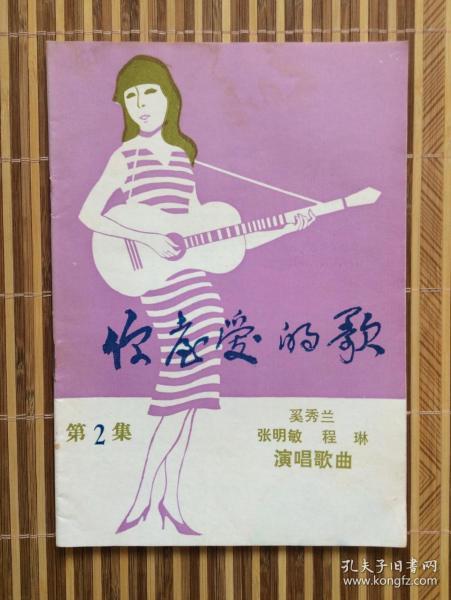 你喜爱的歌
第2集
奚秀兰
张明敏 程琳
演唱歌曲
孔夫子旧书网
www.kongfz.com